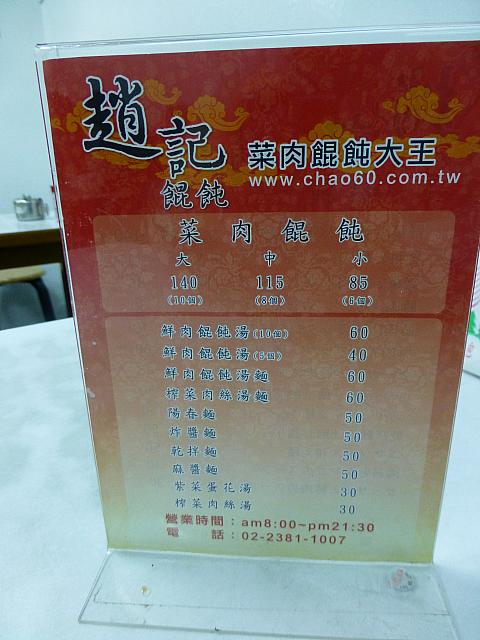 趙記
餛飩
菜肉餛飩大王
www.chao60.com.tw
菜肉餛飩
大 中 小
140 115 85
(10個) (8個) (6個)
鮮肉餛飩湯(10個) 60
鮮肉餛飩湯(5個) 40
鮮肉餛飩湯麵 60
榨菜肉絲湯麵 60
陽春麵 50
炸醬麵 50
乾拌麵 50
麻醬麵 50
紫菜蛋花湯 30
榨菜肉絲湯 30
營業時間：am8:00~pm21:30
電話：02-2381-1007